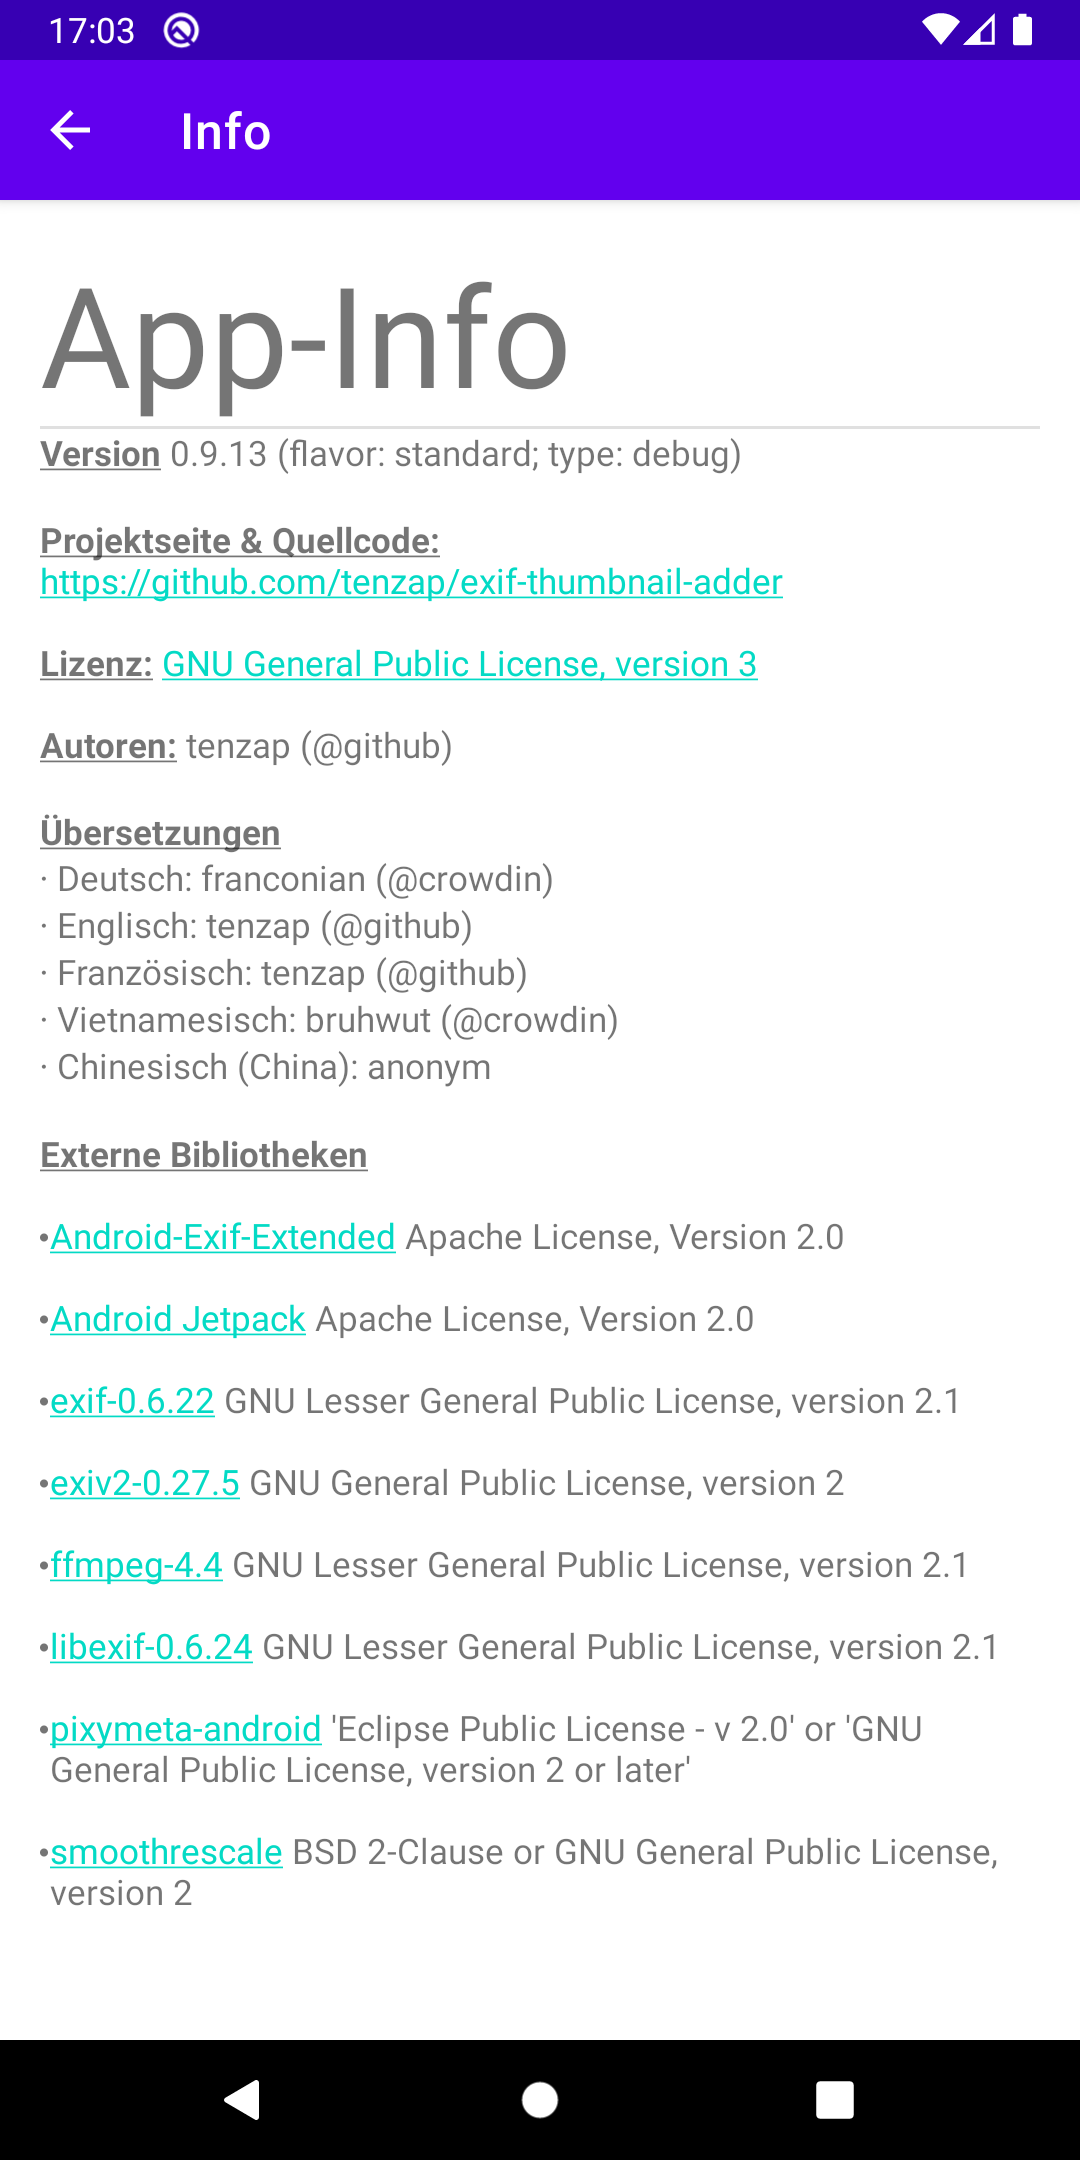 17:03
Info
App-Info
Version 0.9.13 (flavor: standard; type: debug)
Projektseite & Quellcode:
https://github.com/tenzap/exif-thumbnail-adder
Lizenz: GNU General Public License, version 3
Autoren: tenzap (@github)
Übersetzungen
· Deutsch: franconian (@crowdin)
· Englisch: tenzap (@github)
· Französisch: tenzap (@github)
· Vietnamesisch: bruhwut (@crowdin)
· Chinesisch (China): anonym
Externe Bibliotheken
•Android-Exif-Extended Apache License, Version 2.0
•Android Jetpack Apache License, Version 2.0
•exif-0.6.22 GNU Lesser General Public License, version 2.1
•exiv2-0.27.5 GNU General Public License, version 2
•ffmpeg-4.4 GNU Lesser General Public License, version 2.1
•libexif-0.6.24 GNU Lesser General Public License, version 2.1
•pixymeta-android 'Eclipse Public License - v 2.0' or 'GNU
General Public License, version 2 or later'
•smoothrescale BSD 2-Clause or GNU General Public License,
version 2